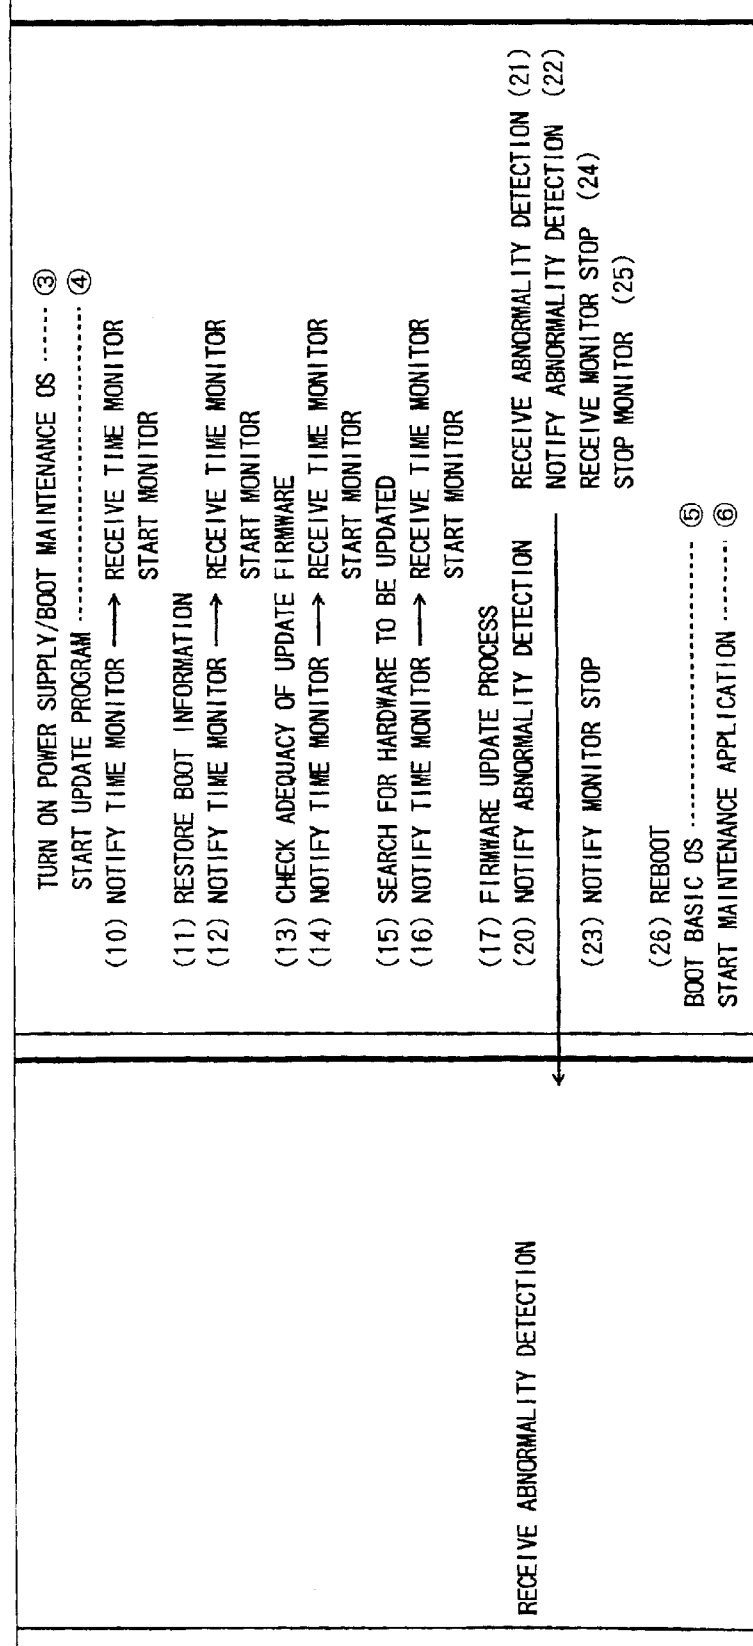 TURN ON POWER SUPPLY/BOOT MAINTENANCE OS ······ ③
START UPDATE PROGRAM ······························ ④
(10) NOTIFY TIME MONITOR ⟶ RECEIVE TIME MONITOR
START MONITOR
(11) RESTORE BOOT INFORMATION
(12) NOTIFY TIME MONITOR ⟶ RECEIVE TIME MONITOR
START MONITOR
(13) CHECK ADEQUACY OF UPDATE FIRMWARE
(14) NOTIFY TIME MONITOR ⟶ RECEIVE TIME MONITOR
START MONITOR
(15) SEARCH FOR HARDWARE TO BE UPDATED
(16) NOTIFY TIME MONITOR ⟶ RECEIVE TIME MONITOR
START MONITOR
(17) FIRMWARE UPDATE PROCESS
RECEIVE ABNORMALITY DETECTION
(20) NOTIFY ABNORMALITY DETECTION RECEIVE ABNORMALITY DETECTION (21)
NOTIFY ABNORMALITY DETECTION (22)
(23) NOTIFY MONITOR STOP RECEIVE MONITOR STOP (24)
STOP MONITOR (25)
(26) REBOOT
BOOT BASIC OS ······························ ⑤
START MAINTENANCE APPLICATION ·········· ⑥